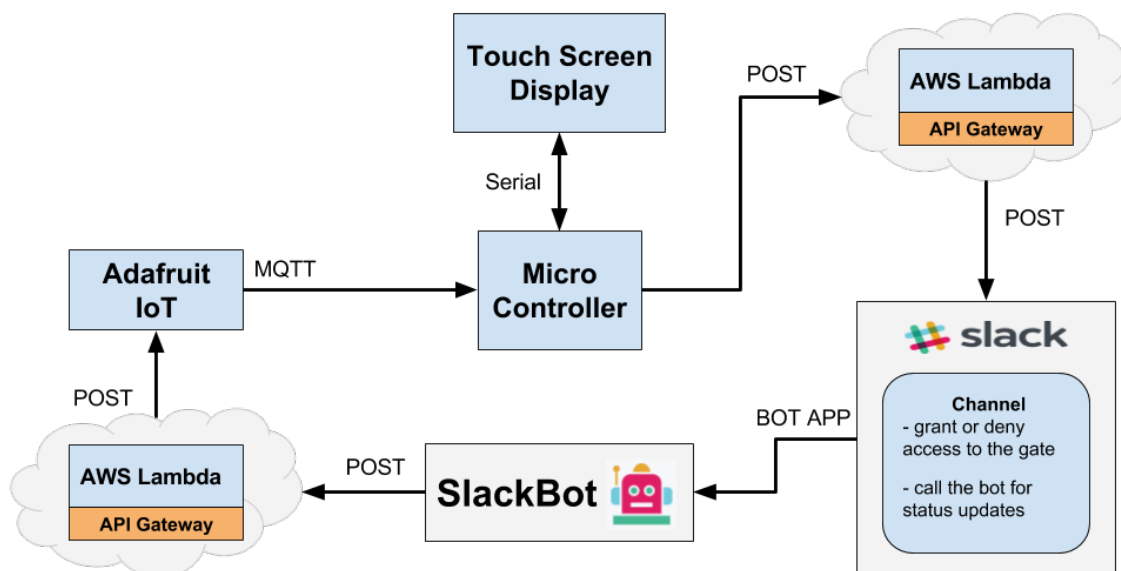 Touch Screen
Display
POST
AWS Lambda
API Gateway
Serial
POST
Adafruit
IoT
MQTT
Micro
Controller
slack
Channel
- grant or deny
access to the gate
- call the bot for
status updates
BOT APP
POST
SlackBot
POST
AWS Lambda
API Gateway